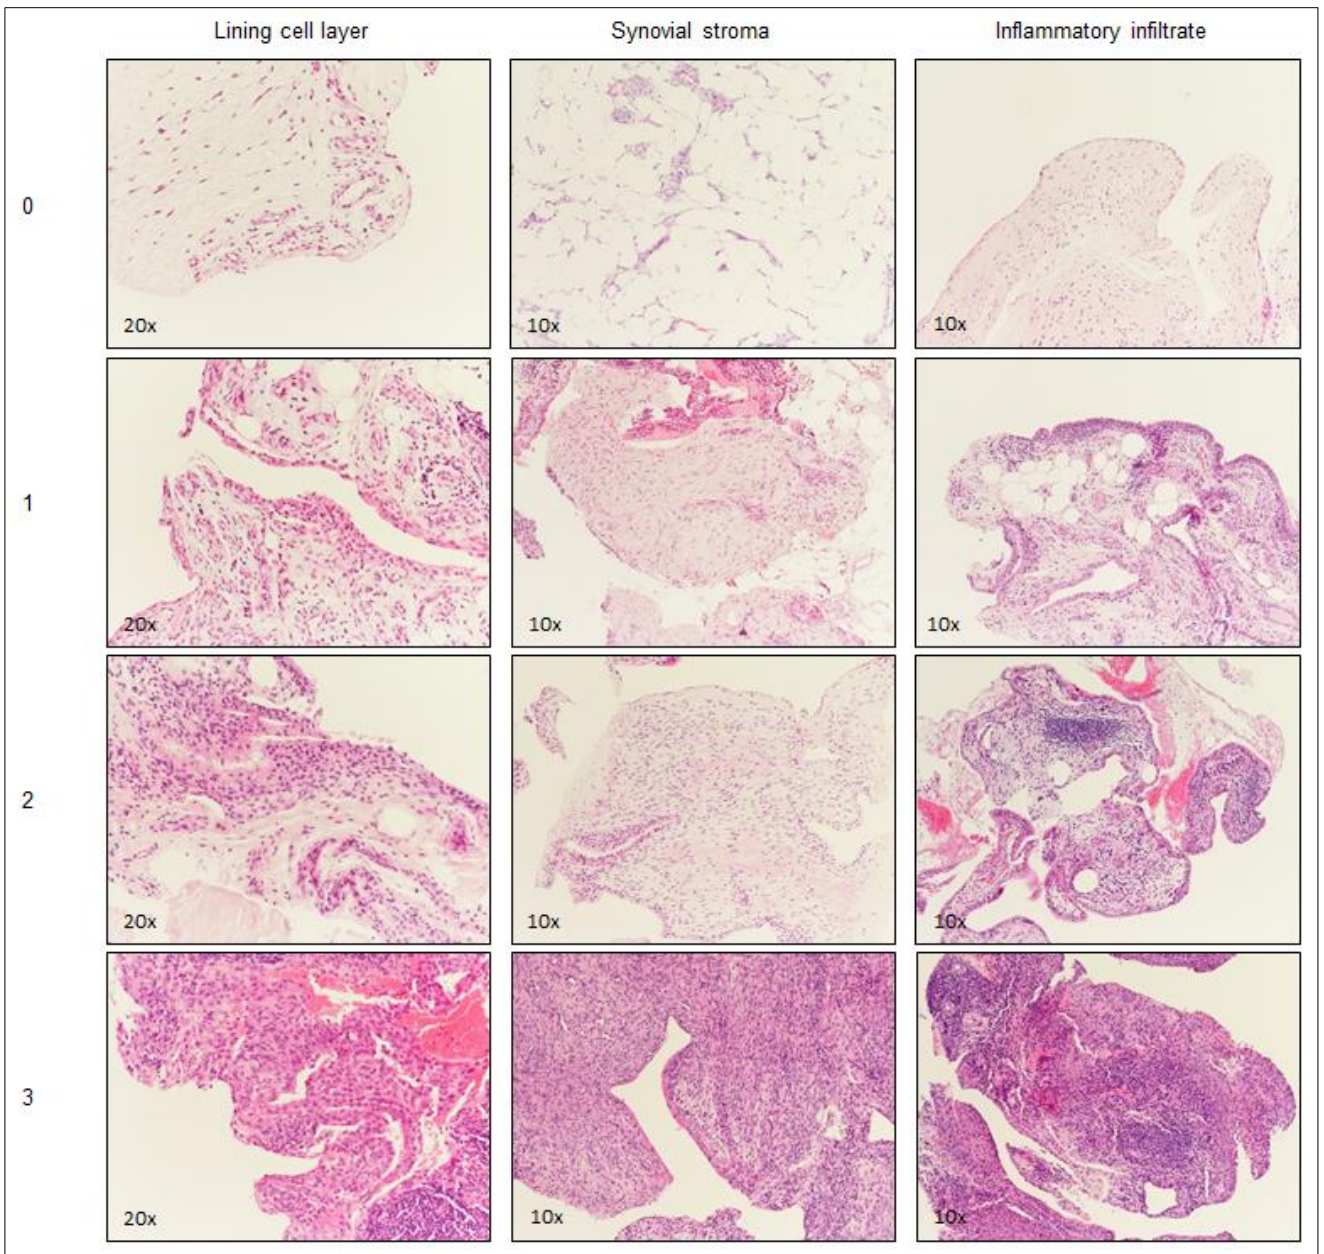 Lining cell layer Synovial stroma Inflammatory infiltrate
0
20x 10x 10x
1
20x 10x 10x
2
20x 10x 10x
3
20x 10x 10x